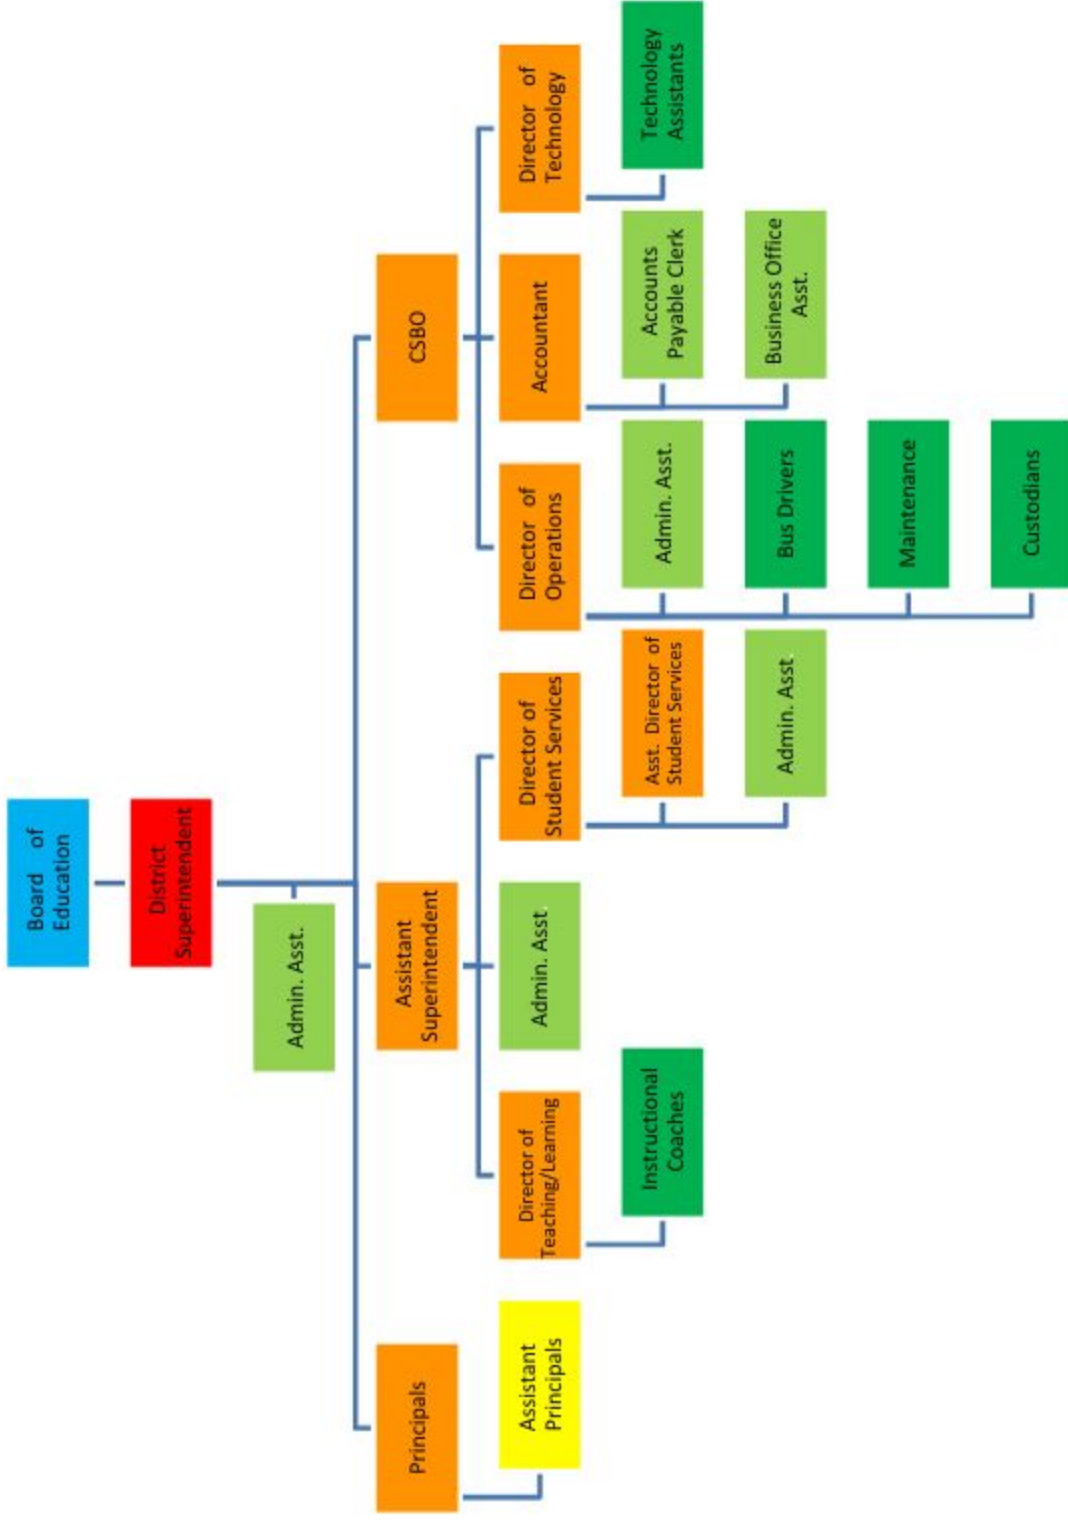 Board of
Education
District
Superintendent
Admin. Asst.
Principals
Assistant
Superintendent
CSBO
Assistant
Principals
Director of
Teaching/Learning
Admin. Asst.
Director of
Student Services
Director of
Operations
Accountant
Director of
Technology
Instructional
Coaches
Asst. Director of
Student Services
Admin. Asst.
Admin. Asst.
Bus Drivers
Maintenance
Custodians
Accounts
Payable Clerk
Business Office
Asst.
Technology
Assistants